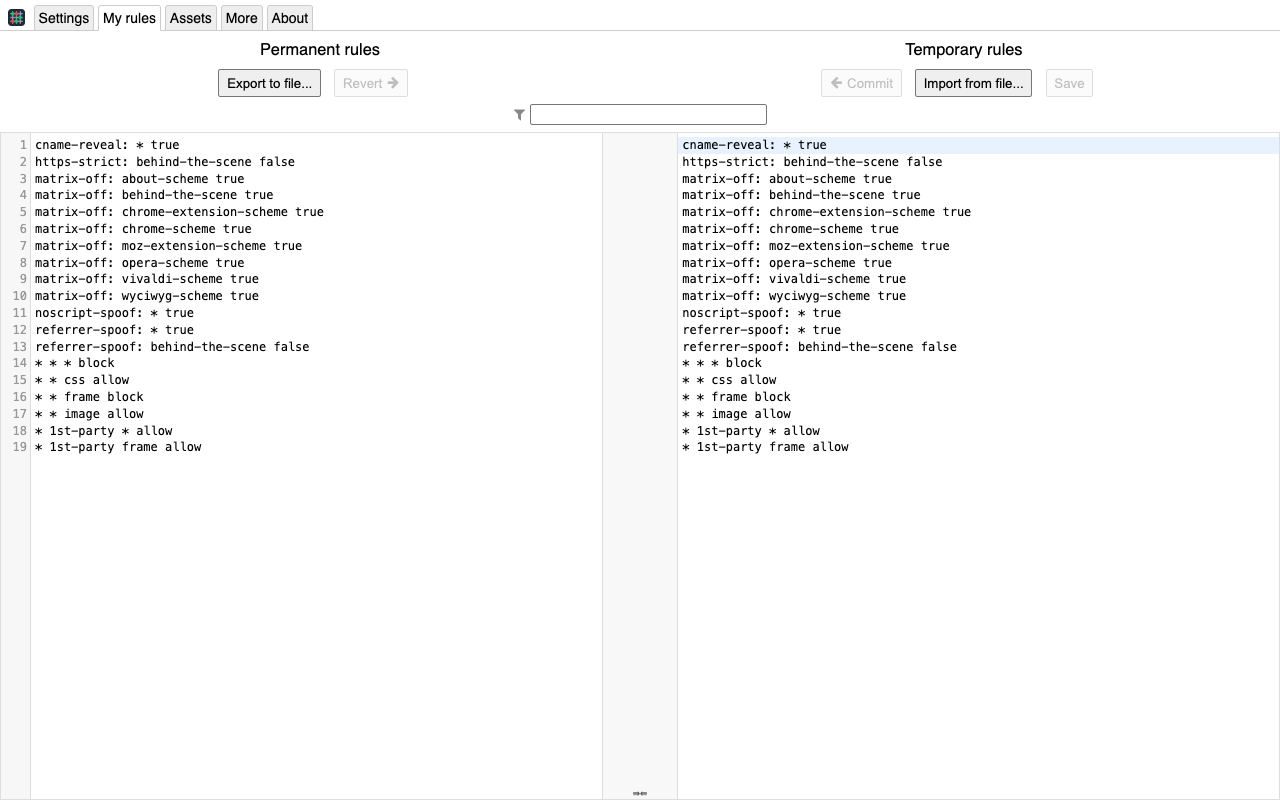 Settings My rules Assets More About
Permanent rules
Export to file... Revert
Temporary rules
Commit Import from file... Save
1 cname-reveal: * true
2 https-strict: behind-the-scene false
3 matrix-off: about-scheme true
4 matrix-off: behind-the-scene true
5 matrix-off: chrome-extension-scheme true
6 matrix-off: chrome-scheme true
7 matrix-off: moz-extension-scheme true
8 matrix-off: opera-scheme true
9 matrix-off: vivaldi-scheme true
10 matrix-off: wyciwyg-scheme true
11 noscript-spoof: * true
12 referrer-spoof: * true
13 referrer-spoof: behind-the-scene false
14 * * * block
15 * * css allow
16 * * frame block
17 * * image allow
18 * 1st-party * allow
19 * 1st-party frame allow
cname-reveal: * true
https-strict: behind-the-scene false
matrix-off: about-scheme true
matrix-off: behind-the-scene true
matrix-off: chrome-extension-scheme true
matrix-off: chrome-scheme true
matrix-off: moz-extension-scheme true
matrix-off: opera-scheme true
matrix-off: vivaldi-scheme true
matrix-off: wyciwyg-scheme true
noscript-spoof: * true
referrer-spoof: * true
referrer-spoof: behind-the-scene false
* * * block
* * css allow
* * frame block
* * image allow
* 1st-party * allow
* 1st-party frame allow